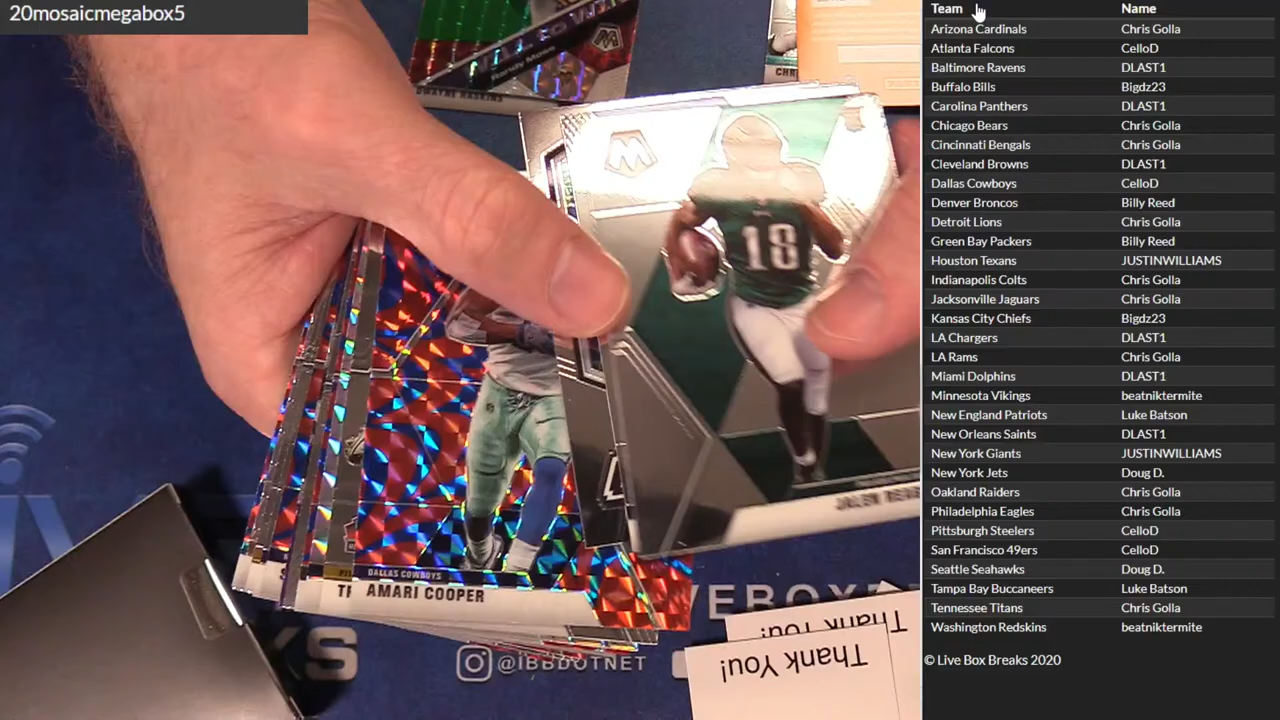 20mosaicmegabox5
Randy Moss
DWAYNE HASKINS
CHR
18
DALLAS COWBOYS
AMARI COOPER
JALEN
@IBBDOTNET
Thank You!
Thank You!
Team Name
Arizona Cardinals Chris Golla
Atlanta Falcons CelloD
Baltimore Ravens DLAST1
Buffalo Bills Bigdz23
Carolina Panthers DLAST1
Chicago Bears Chris Golla
Cincinnati Bengals Chris Golla
Cleveland Browns DLAST1
Dallas Cowboys CelloD
Denver Broncos Billy Reed
Detroit Lions Chris Golla
Green Bay Packers Billy Reed
Houston Texans JUSTINWILLIAMS
Indianapolis Colts Chris Golla
Jacksonville Jaguars Chris Golla
Kansas City Chiefs Bigdz23
LA Chargers DLAST1
LA Rams Chris Golla
Miami Dolphins DLAST1
Minnesota Vikings beatniktermite
New England Patriots Luke Batson
New Orleans Saints DLAST1
New York Giants JUSTINWILLIAMS
New York Jets Doug D.
Oakland Raiders Chris Golla
Philadelphia Eagles Chris Golla
Pittsburgh Steelers CelloD
San Francisco 49ers CelloD
Seattle Seahawks Doug D.
Tampa Bay Buccaneers Luke Batson
Tennessee Titans Chris Golla
Washington Redskins beatniktermite
© Live Box Breaks 2020